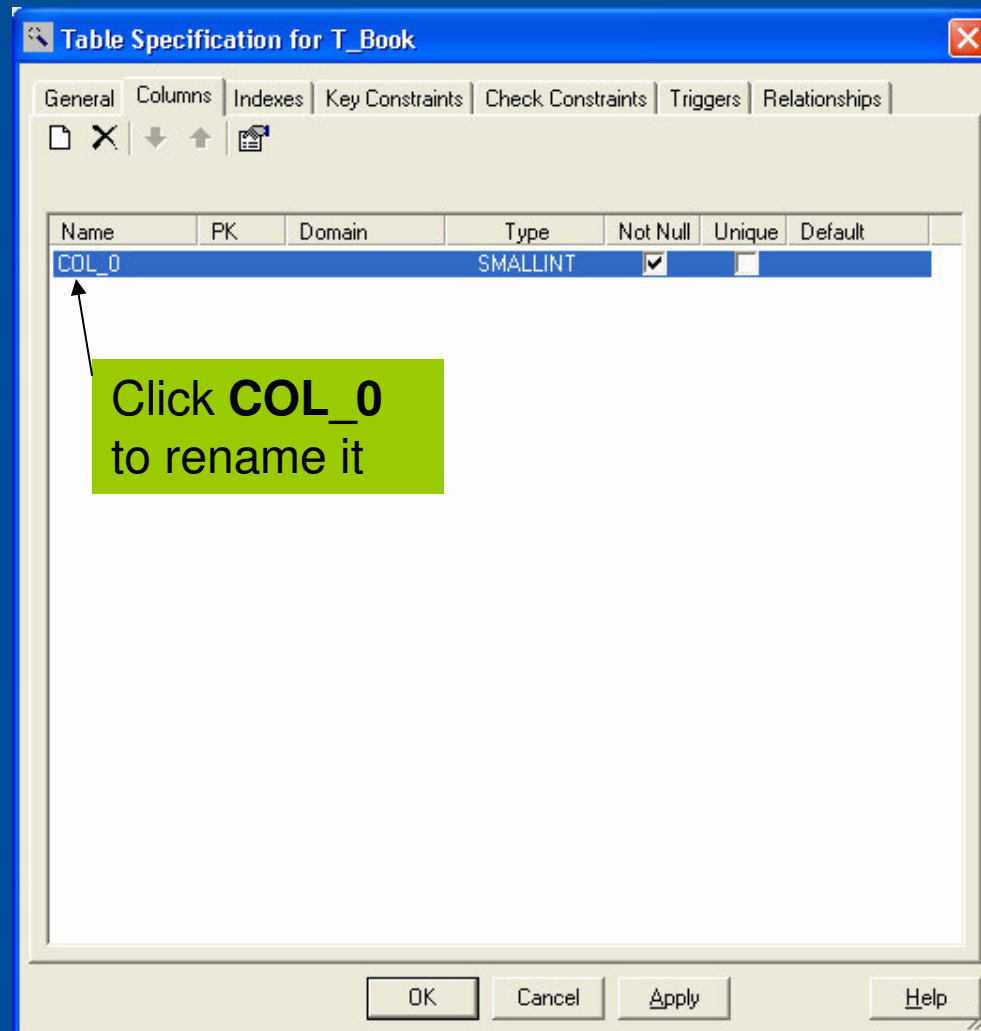 Table Specification for T_Book
General Columns Indexes Key Constraints Check Constraints Triggers Relationships
Name PK Domain Type Not Null Unique Default
COL_0 SMALLINT
Click COL_0
to rename it
OK Cancel Apply Help